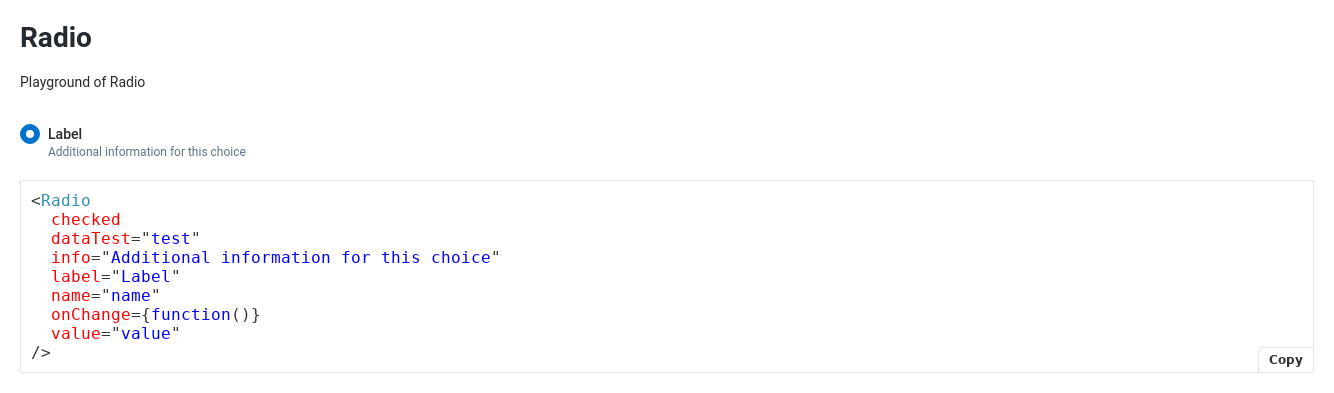 Radio
Playground of Radio
Label
Additional information for this choice
<Radio
  checked
  dataTest="test"
  info="Additional information for this choice"
  label="Label"
  name="name"
  onChange={function()}
  value="value"
/>
Copy